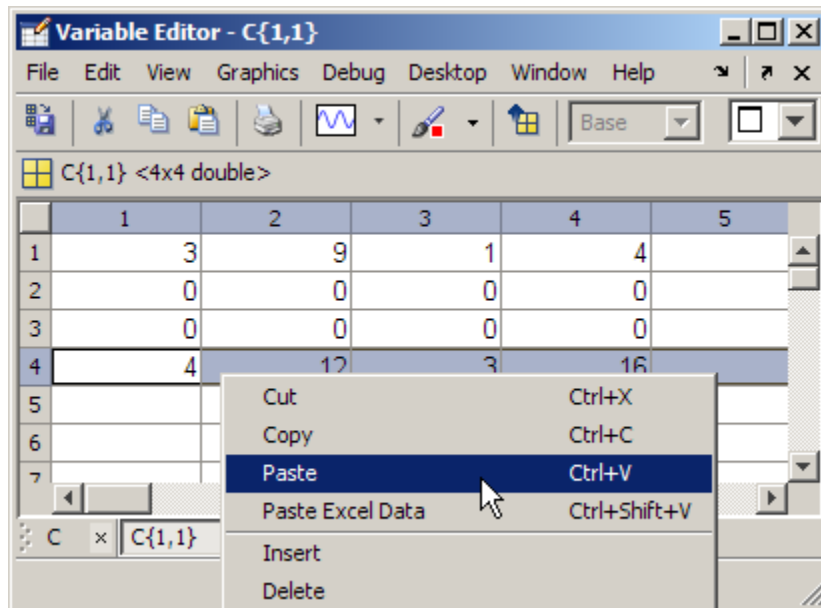 Variable Editor - C{1,1}
File Edit View Graphics Debug Desktop Window Help
Base
C{1,1} <4x4 double>
1 2 3 4 5
1 3 9 1 4
2 0 0 0 0
3 0 0 0 0
4 4 12 3 16
5
6
7
Cut Ctrl+X
Copy Ctrl+C
Paste Ctrl+V
Paste Excel Data Ctrl+Shift+V
Insert
Delete
C × C{1,1}